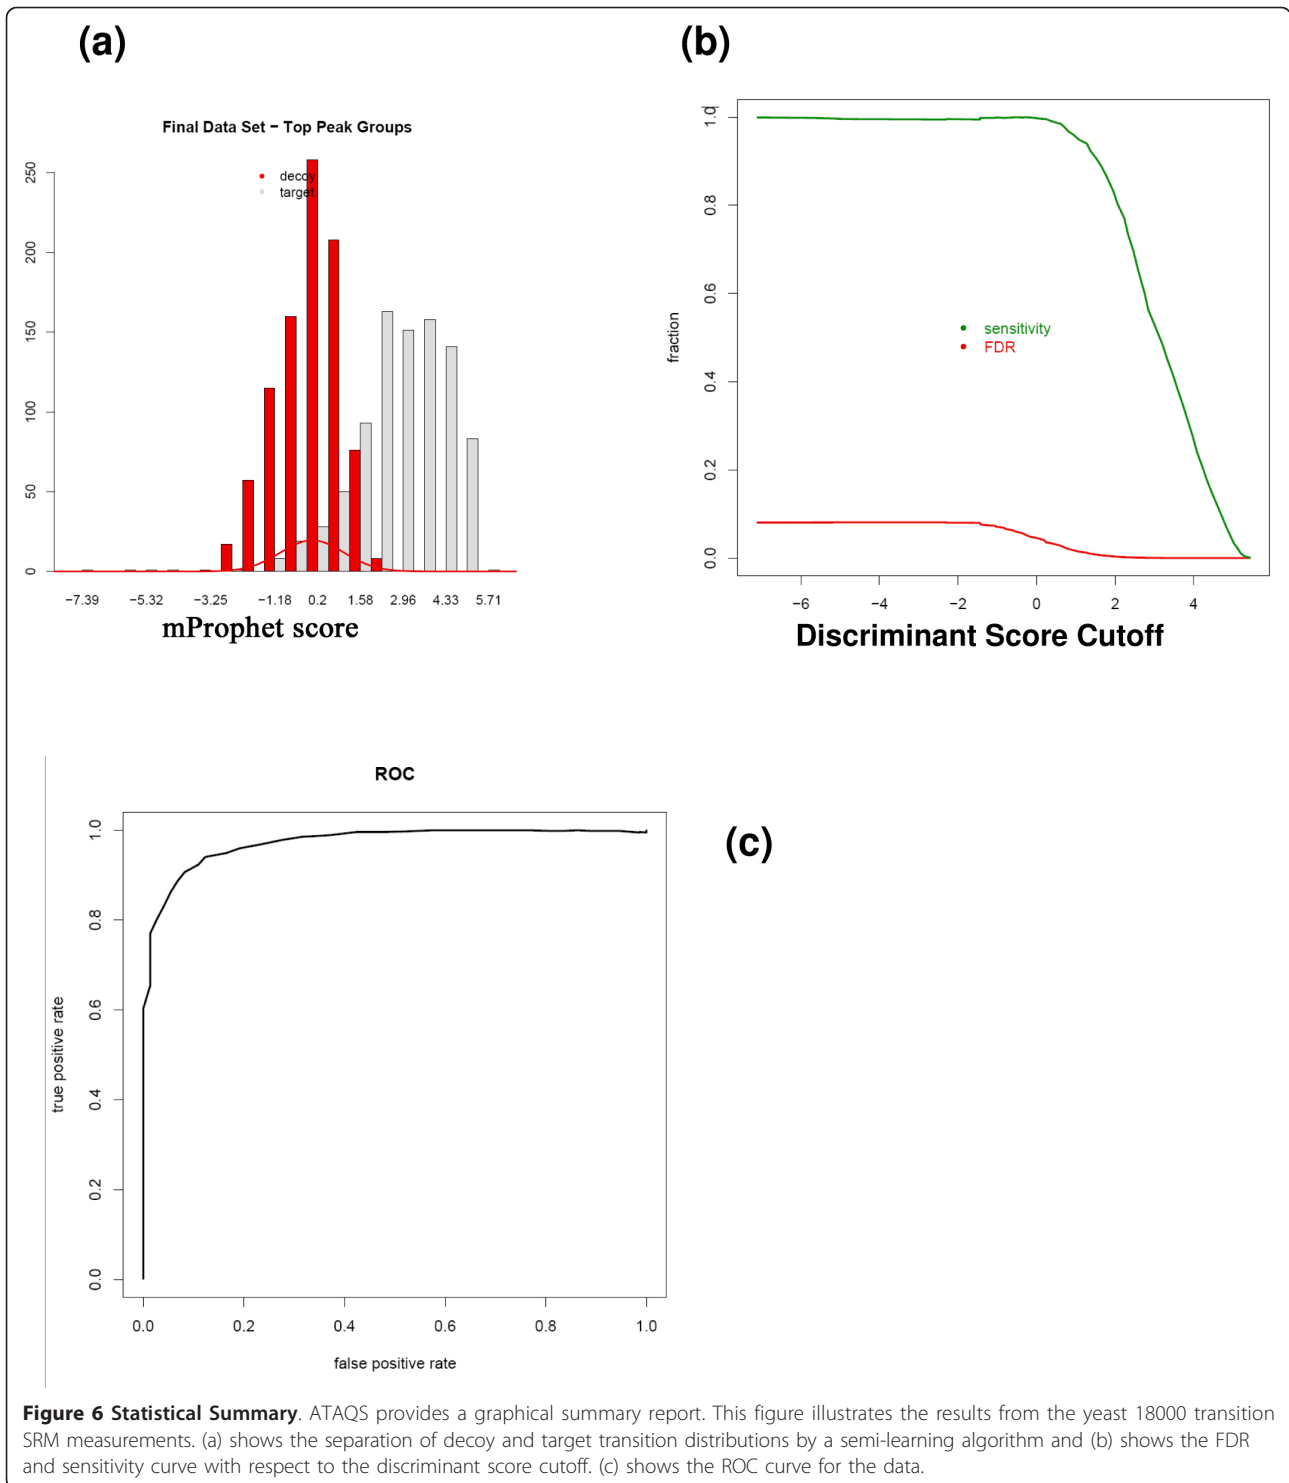 (a)
Final Data Set − Top Peak Groups
decoy
target
250
200
150
100
50
0
−7.39 −5.32 −3.25 −1.18 0.2 1.58 2.96 4.33 5.71
mProphet score
(b)
1.0
0.8
0.6
0.4
0.2
0.0
fraction
sensitivity
FDR
−6 −4 −2 0 2 4
Discriminant Score Cutoff
ROC
(c)
1.0
0.8
0.6
0.4
0.2
0.0
true positive rate
0.0 0.2 0.4 0.6 0.8 1.0
false positive rate
Figure 6 Statistical Summary. ATAQS provides a graphical summary report. This figure illustrates the results from the yeast 18000 transition
SRM measurements. (a) shows the separation of decoy and target transition distributions by a semi-learning algorithm and (b) shows the FDR
and sensitivity curve with respect to the discriminant score cutoff. (c) shows the ROC curve for the data.